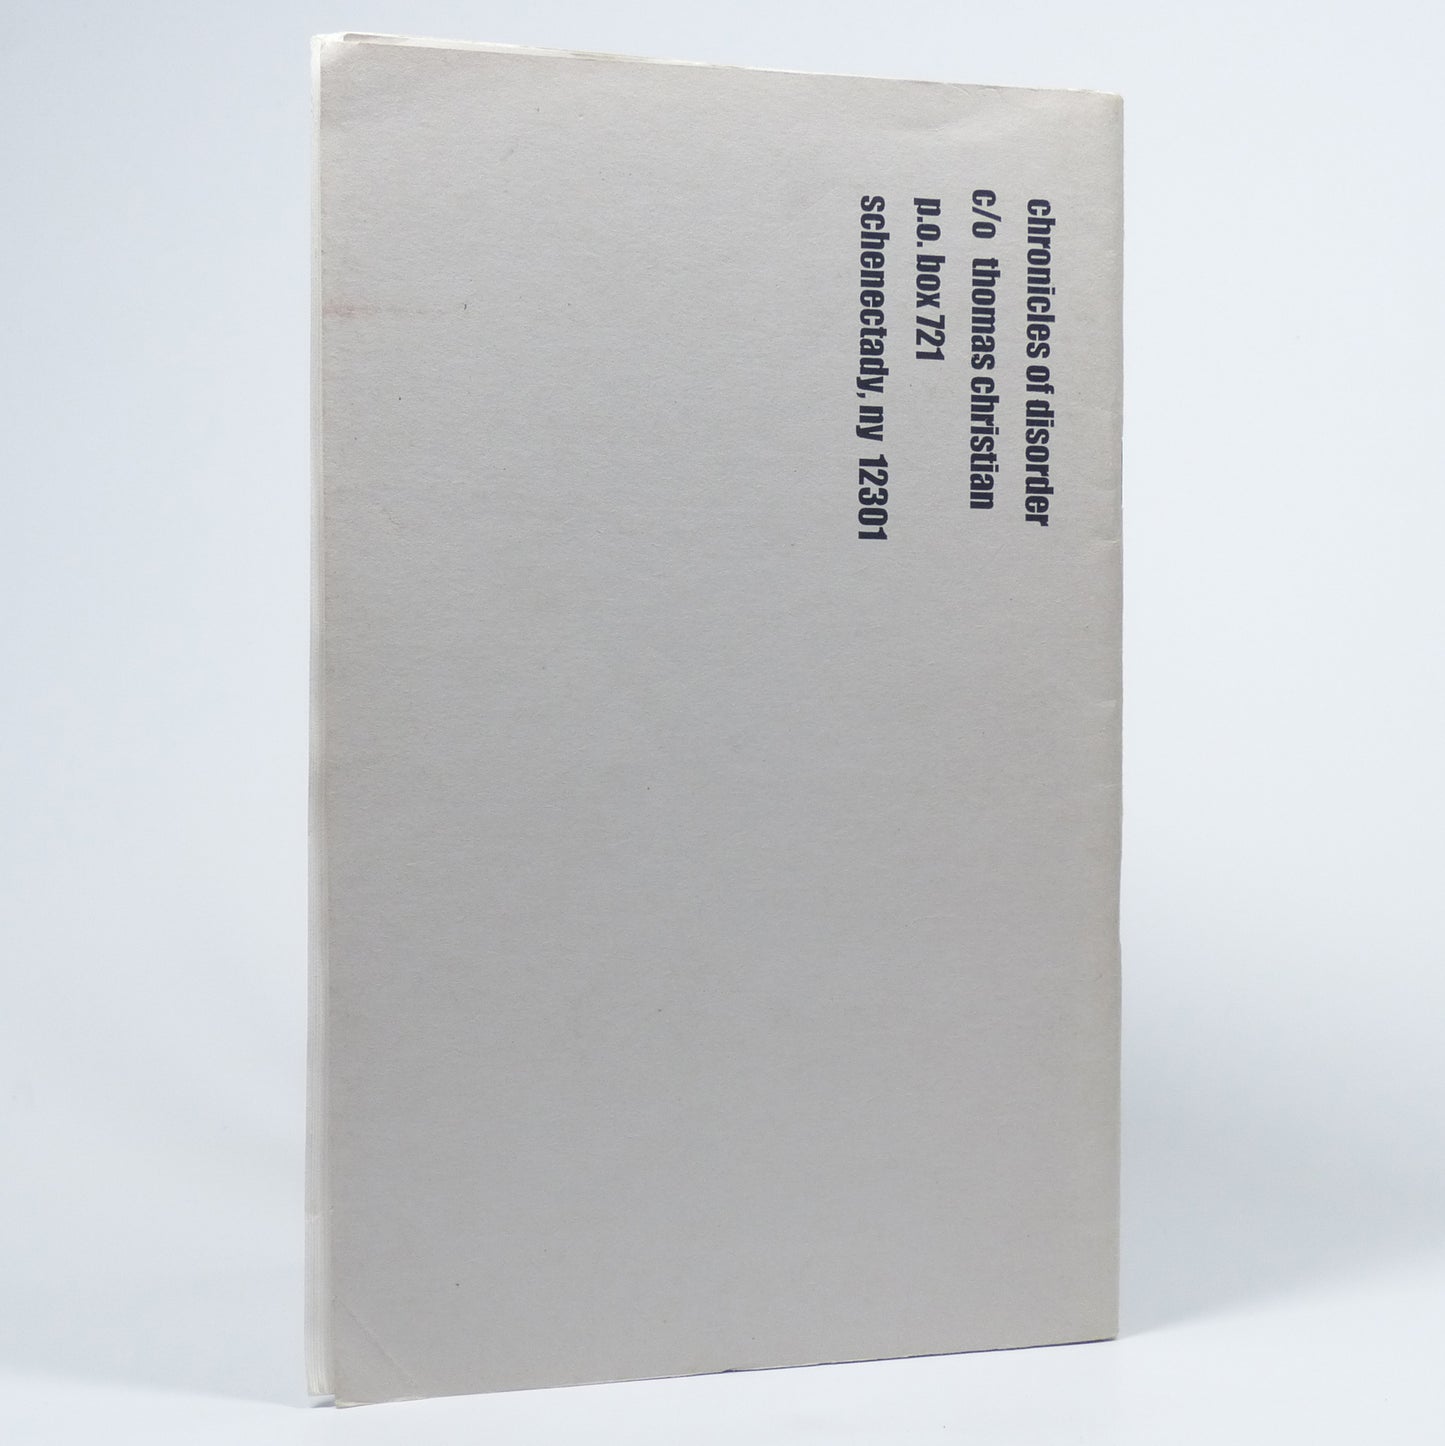 chronicles of disorder
c/o thomas christian
p.o. box 721
schenectady, ny 12301